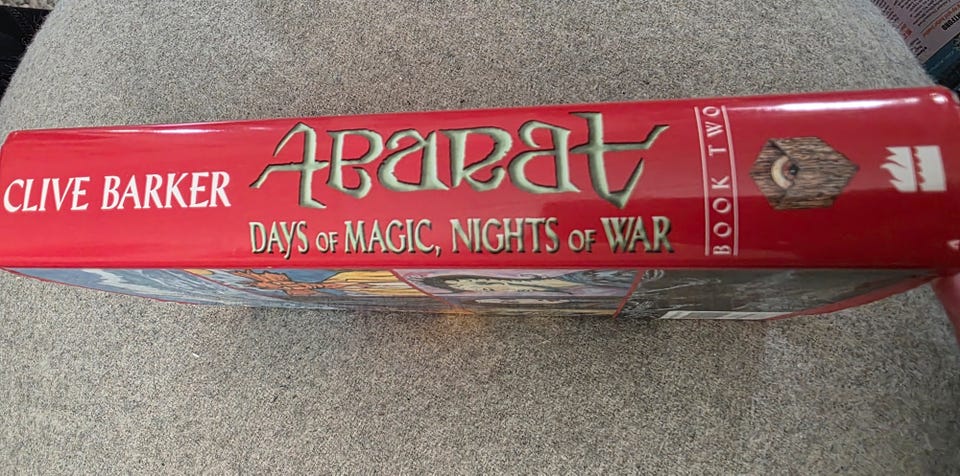 CLIVE BARKER
ABARAT
DAYS OF MAGIC, NIGHTS OF WAR
BOOK TWO